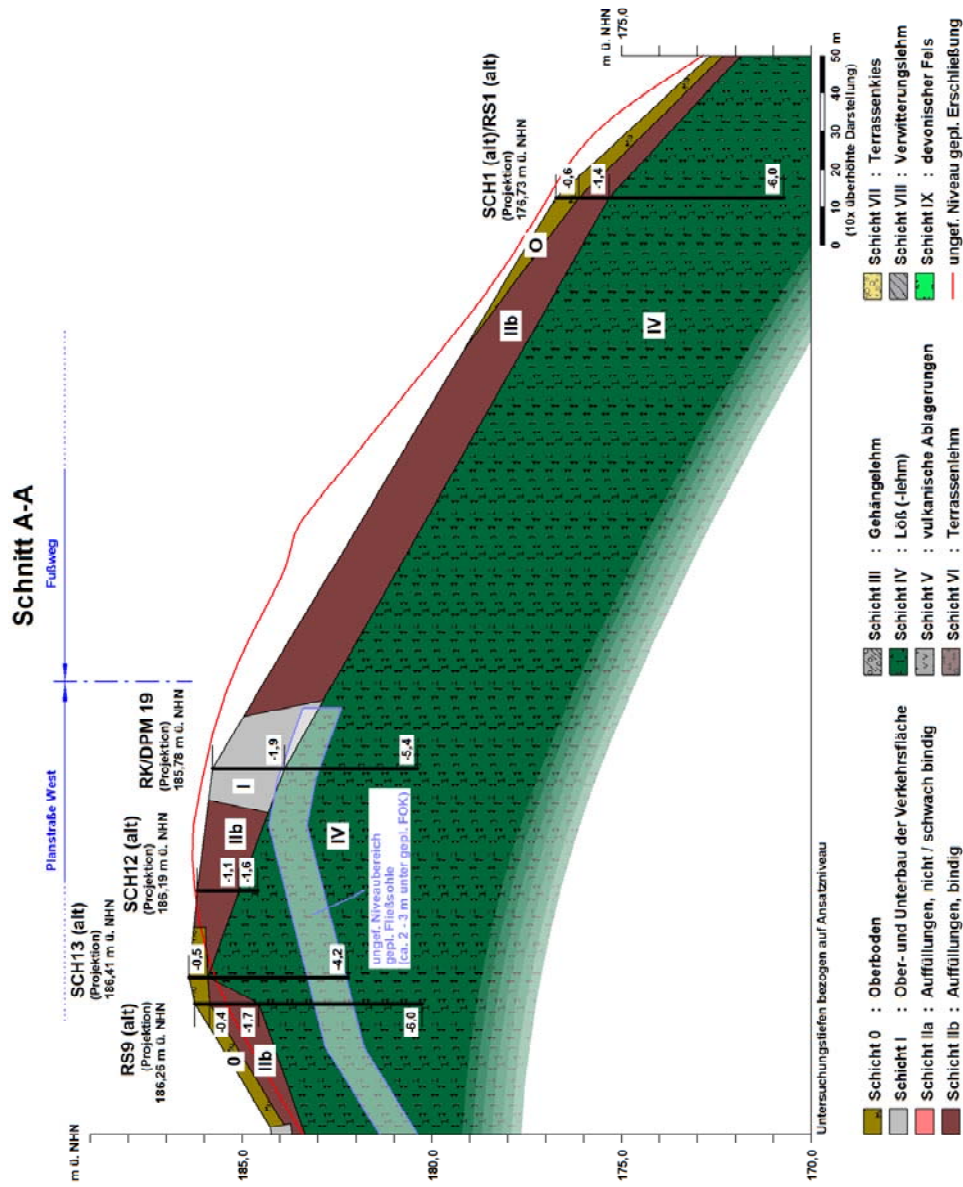 Schnitt A-A
Planstraße West
Fußweg
m ü. NHN
185,0
180,0
175,0
170,0
RS9 (alt)
(Projektion)
186,26 m ü. NHN
-0,4
-1,7
-6,0
SCH13 (alt)
(Projektion)
186,41 m ü. NHN
-0,5
-4,2
SCH12 (alt)
(Projektion)
186,19 m ü. NHN
-1,1
-1,6
RK/DPM 19
(Projektion)
185,78 m ü. NHN
-1,9
-5,4
SCH1 (alt)/RS1 (alt)
(Projektion)
176,73 m ü. NHN
-0,6
-1,4
-6,0
0
IIb
IIb
I
IV
IIb
O
IV
ungef. Niveaubereich
gepl. Fließsohle
(ca. 2 - 3 m unter gepl. FOK)
m ü. NHN
175,0
0 10 20 30 40 50 m
(10x überhöhte Darstellung)
Untersuchungstiefen bezogen auf Ansatzniveau
Schicht 0 : Oberboden
Schicht I : Ober- und Unterbau der Verkehrsfläche
Schicht IIa : Auffüllungen, nicht / schwach bindig
Schicht IIb : Auffüllungen, bindig
Schicht III : Gehängelehm
Schicht IV : Löß (-lehm)
Schicht V : vulkanische Ablagerungen
Schicht VI : Terrassenlehm
Schicht VII : Terrassenkies
Schicht VIII : Verwitterungslehm
Schicht IX : devonischer Fels
ungef. Niveau gepl. Erschließung